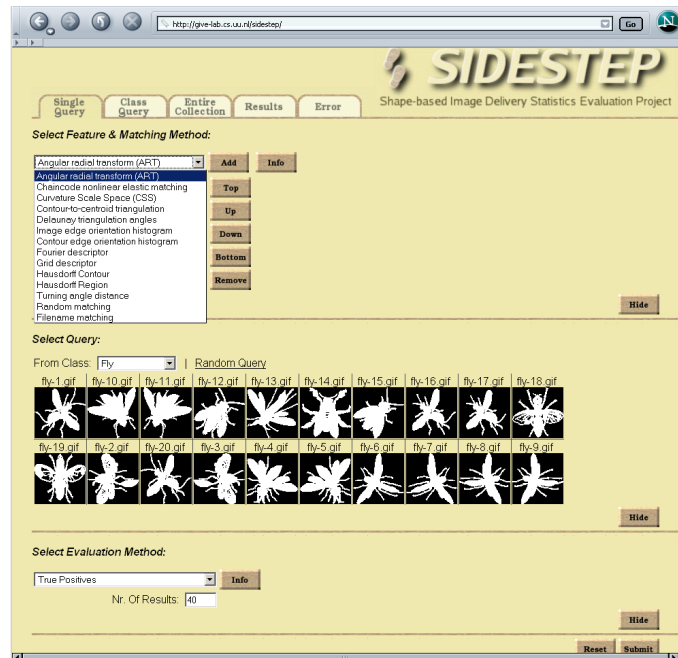 http://give-lab.cs.uu.nl/sidestep/
Go
N
SIDESTEP
Shape-based Image Delivery Statistics Evaluation Project
Single Query
Class Query
Entire Collection
Results
Error
Select Feature & Matching Method:
Angular radial transform (ART)
Add
Info
Angular radial transform (ART)
Chaincode nonlinear elastic matching
Curvature Scale Space (CSS)
Contour-to-centroid triangulation
Delaunay triangulation angles
Image edge orientation histogram
Contour edge orientation histogram
Fourier descriptor
Grid descriptor
Hausdorff Contour
Hausdorff Region
Turning angle distance
Random matching
Filename matching
Top
Up
Down
Bottom
Remove
Hide
Select Query:
From Class: Fly | Random Query
fly-1.gif fly-10.gif fly-11.gif fly-12.gif fly-13.gif fly-14.gif fly-15.gif fly-16.gif fly-17.gif fly-18.gif
fly-19.gif fly-2.gif fly-20.gif fly-3.gif fly-4.gif fly-5.gif fly-6.gif fly-7.gif fly-8.gif fly-9.gif
Hide
Select Evaluation Method:
True Positives
Info
Nr. Of Results: 40
Hide
Reset Submit